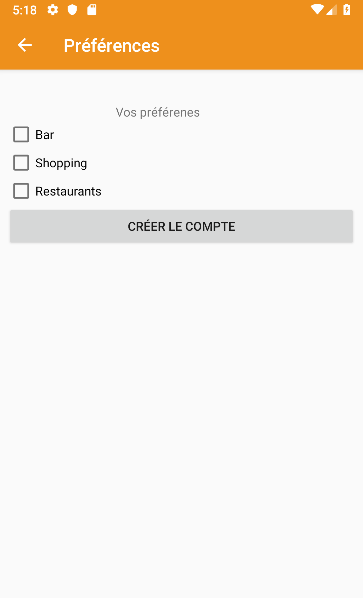 5:18
Préférences
Vos préférenes
Bar
Shopping
Restaurants
CRÉER LE COMPTE